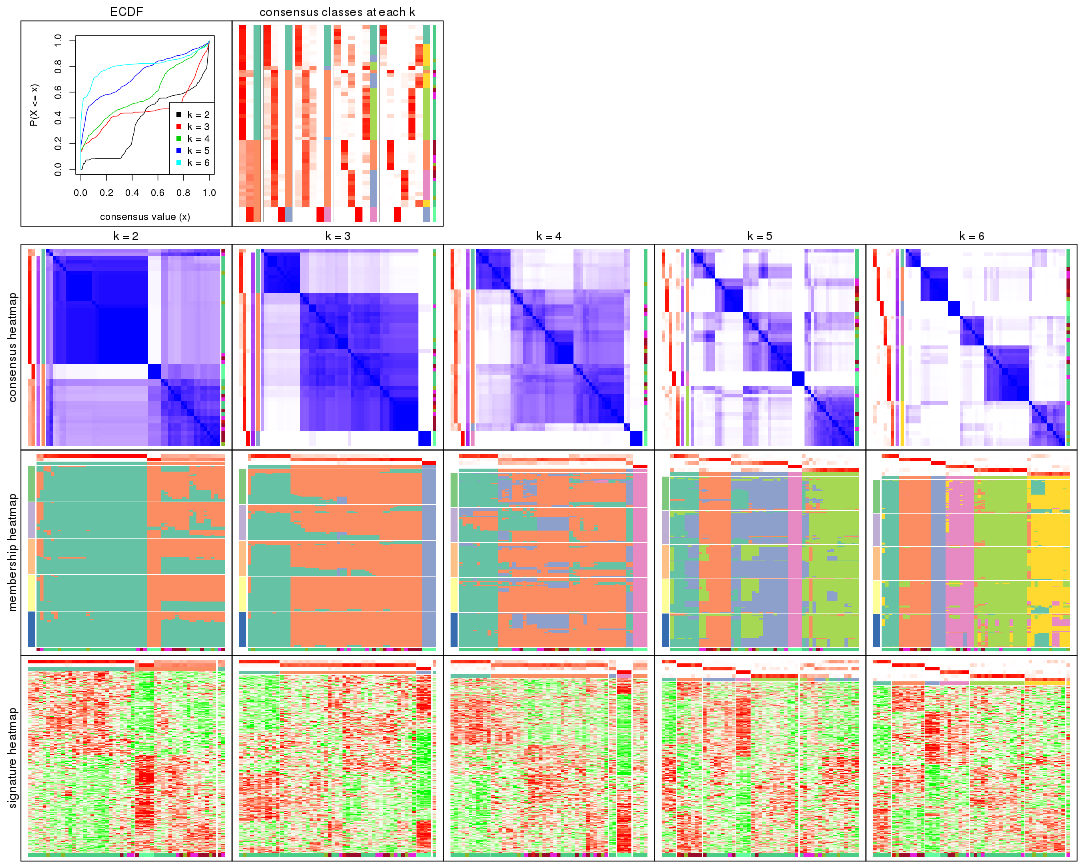 ECDF
consensus classes at each k
P(X <= x)
0.0 0.2 0.4 0.6 0.8 1.0
k = 2
k = 3
k = 4
k = 5
k = 6
0.0 0.2 0.4 0.6 0.8 1.0
consensus value (x)
k = 2
k = 3
k = 4
k = 5
k = 6
consensus heatmap
membership heatmap
signature heatmap